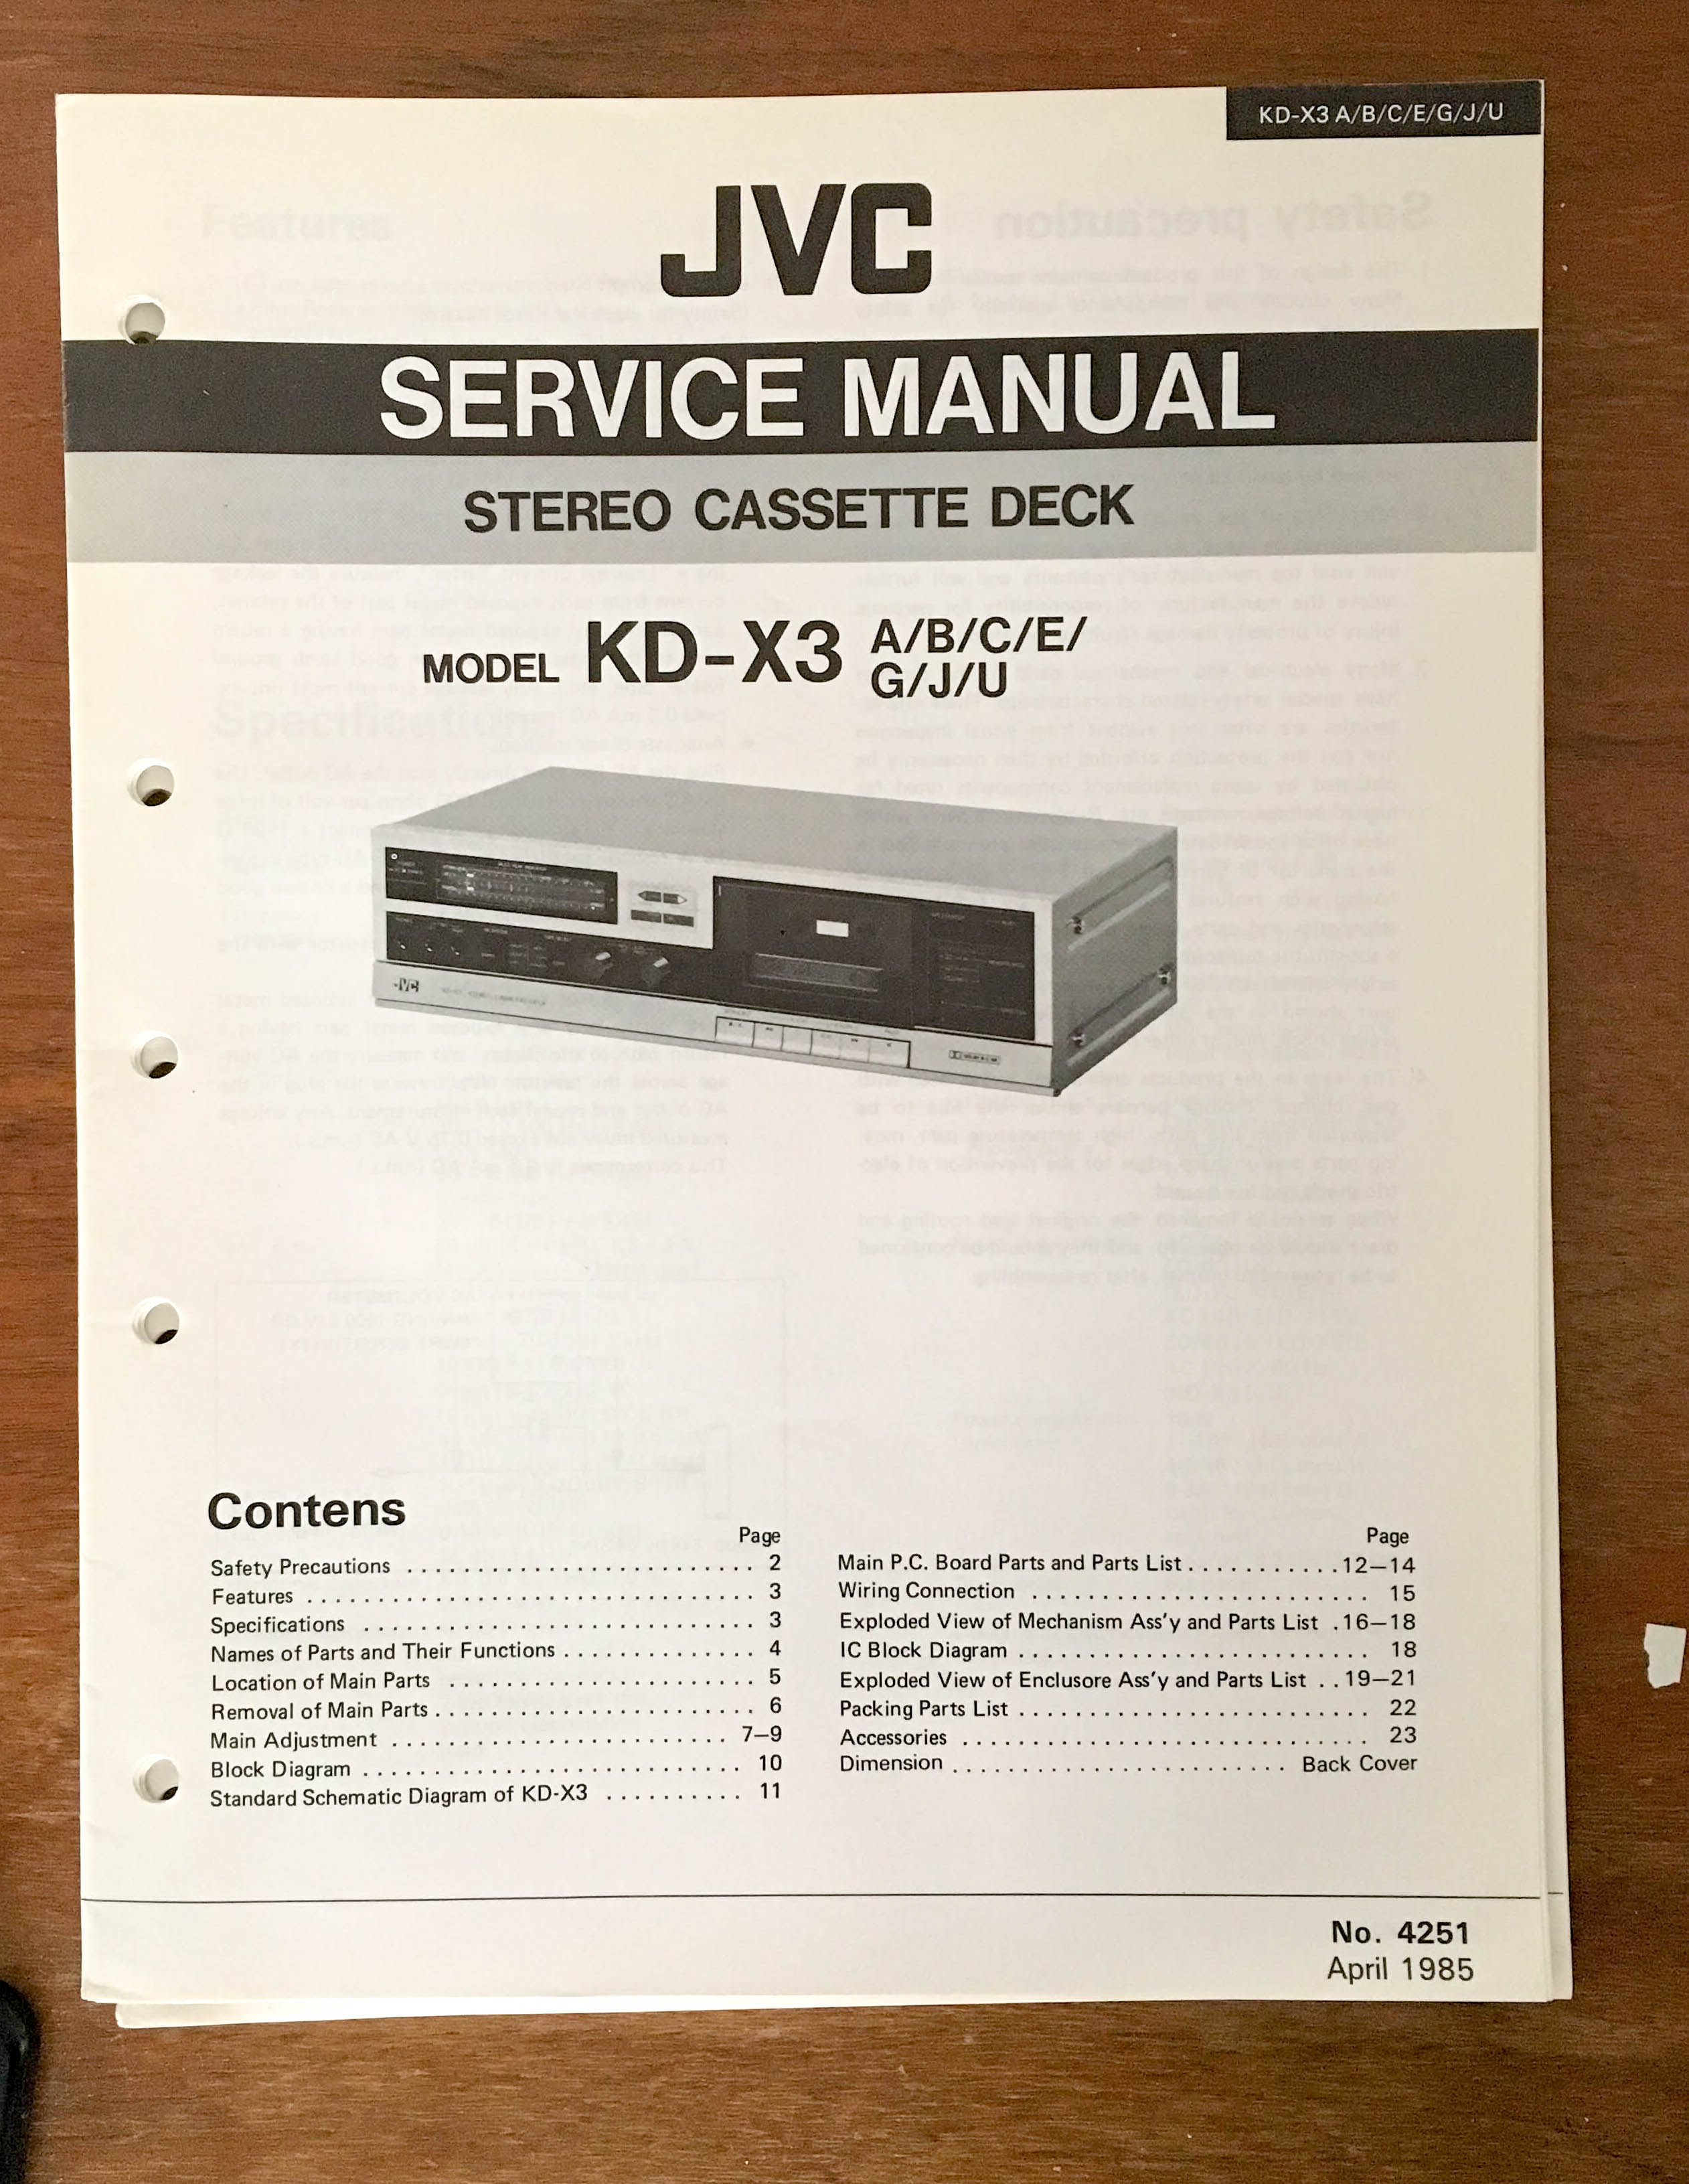 KD-X3 A/B/C/E/G/J/U
JVC
SERVICE MANUAL
STEREO CASSETTE DECK
MODEL KD-X3 A/B/C/E/
G/J/U
JVC
Contens
Page
Safety Precautions . . . . . . . . . . . . . . . . . . . . . . . . . 2
Features . . . . . . . . . . . . . . . . . . . . . . . . . . . . . . . . 3
Specifications . . . . . . . . . . . . . . . . . . . . . . . . . . . . 3
Names of Parts and Their Functions . . . . . . . . . . . . . . 4
Location of Main Parts . . . . . . . . . . . . . . . . . . . . . . 5
Removal of Main Parts . . . . . . . . . . . . . . . . . . . . . . . 6
Main Adjustment . . . . . . . . . . . . . . . . . . . . . . . . 7–9
Block Diagram . . . . . . . . . . . . . . . . . . . . . . . . . . . 10
Standard Schematic Diagram of KD-X3 . . . . . . . . . . 11
Page
Main P.C. Board Parts and Parts List . . . . . . . . . . . 12–14
Wiring Connection . . . . . . . . . . . . . . . . . . . . . . . . 15
Exploded View of Mechanism Ass'y and Parts List . 16–18
IC Block Diagram . . . . . . . . . . . . . . . . . . . . . . . . . 18
Exploded View of Enclusore Ass'y and Parts List . . 19–21
Packing Parts List . . . . . . . . . . . . . . . . . . . . . . . . . 22
Accessories . . . . . . . . . . . . . . . . . . . . . . . . . . . . . 23
Dimension . . . . . . . . . . . . . . . . . . . . . . . . Back Cover
No. 4251
April 1985